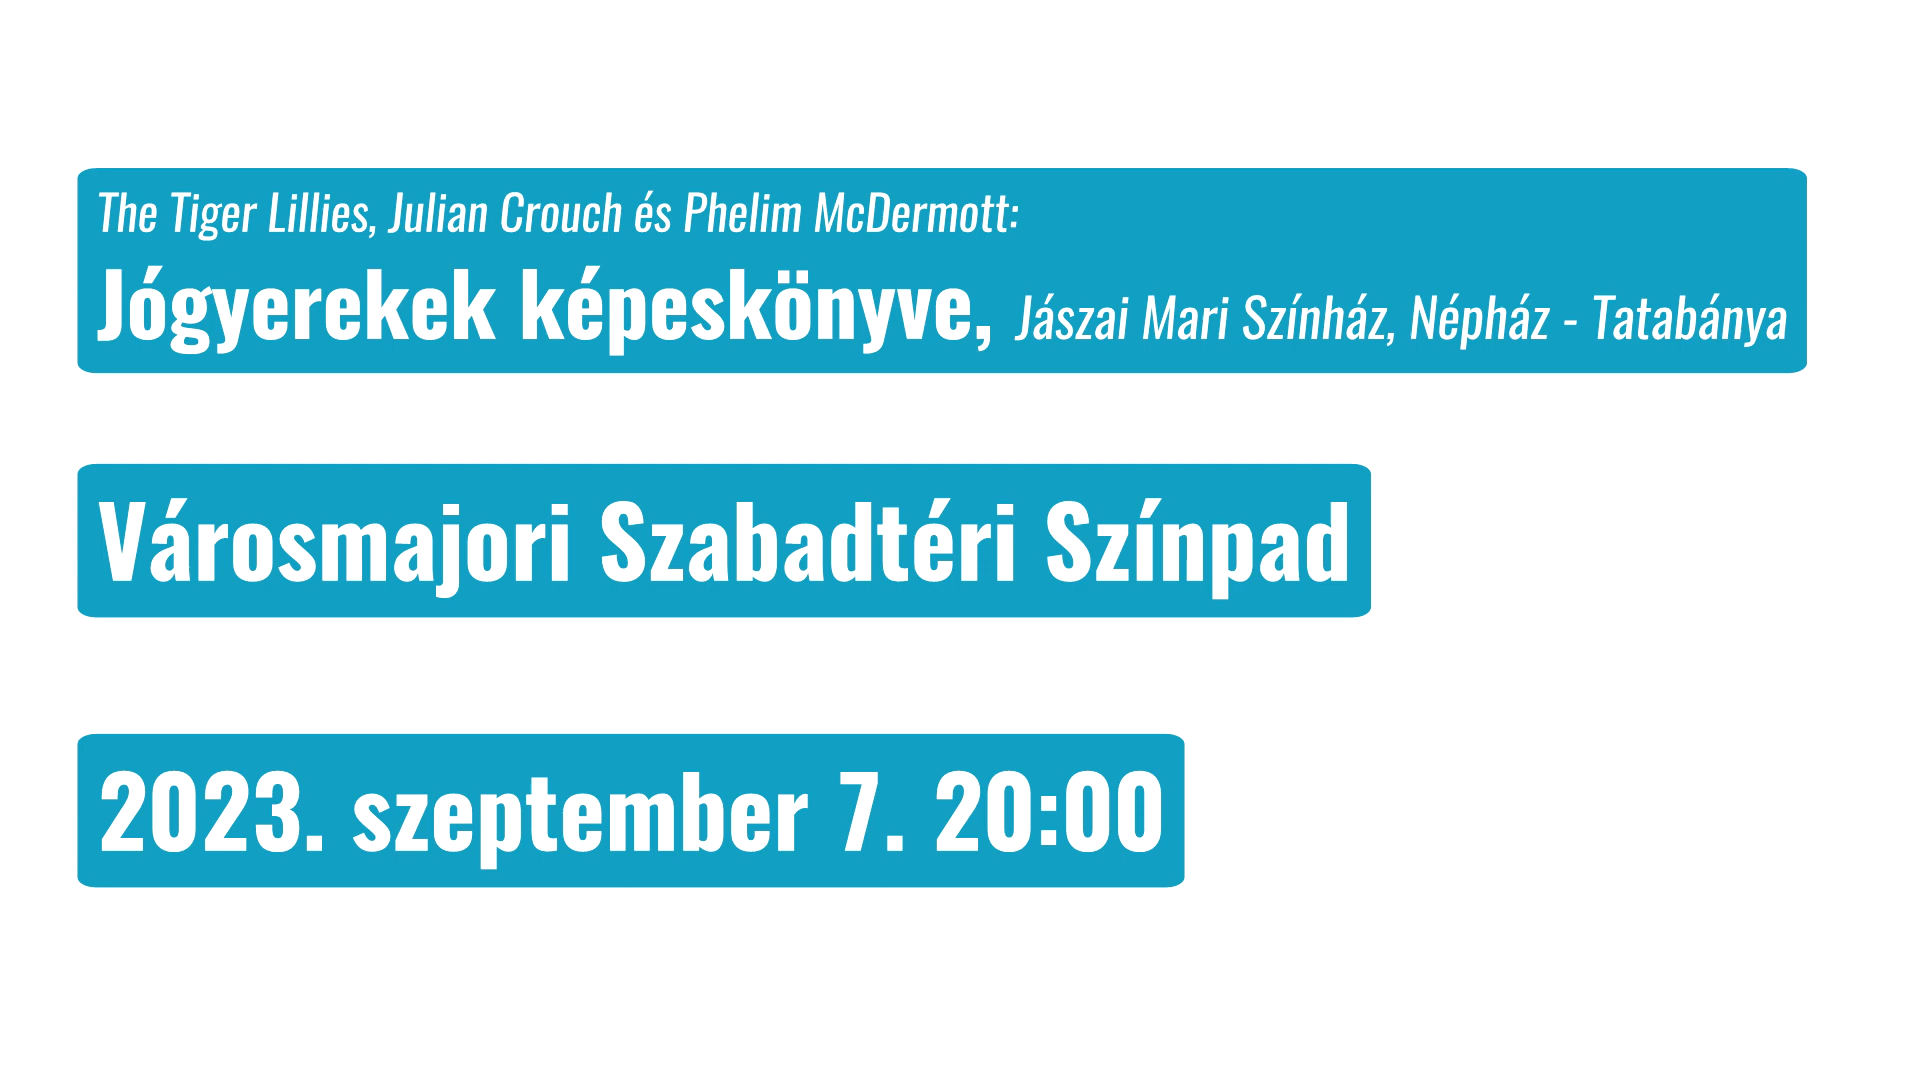 The Tiger Lillies, Julian Crouch és Phelim McDermott:
Jógyerekek képeskönyve, Jászai Mari Színház, Népház - Tatabánya
Városmajori Szabadtéri Színpad
2023. szeptember 7. 20:00